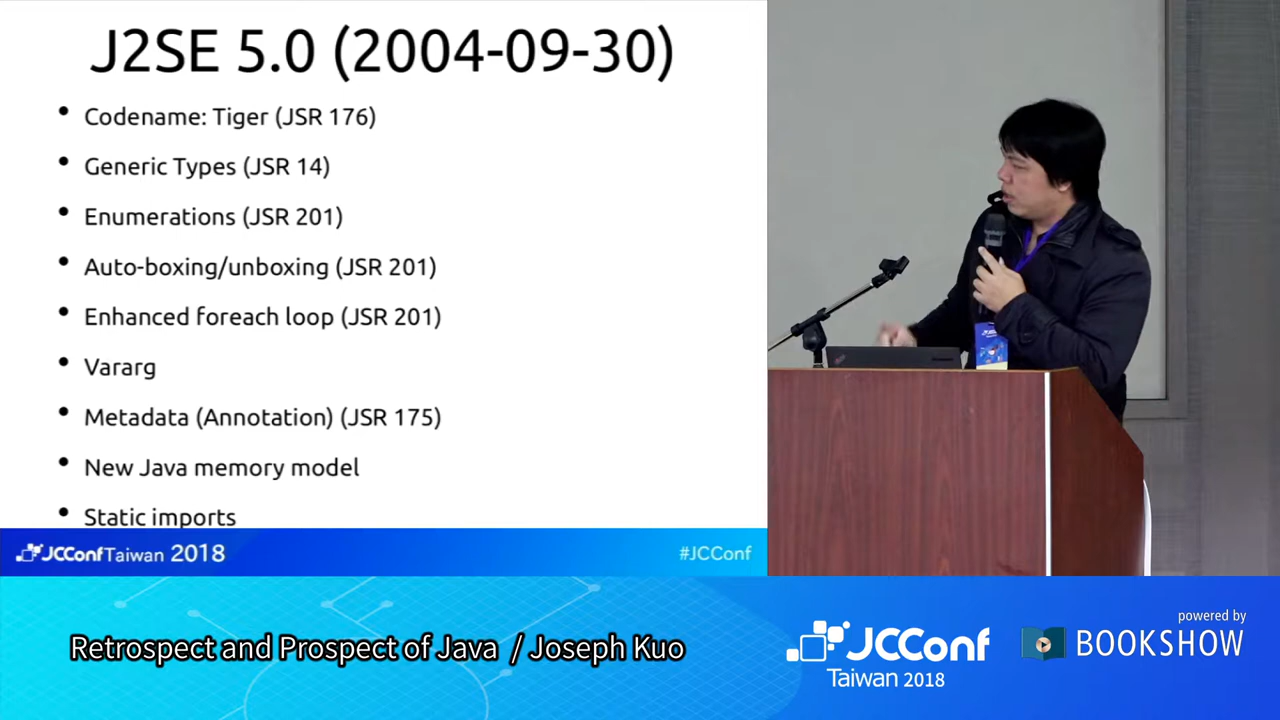 J2SE 5.0 (2004-09-30)
• Codename: Tiger (JSR 176)
• Generic Types (JSR 14)
• Enumerations (JSR 201)
• Auto-boxing/unboxing (JSR 201)
• Enhanced foreach loop (JSR 201)
• Vararg
• Metadata (Annotation) (JSR 175)
• New Java memory model
• Static imports
JCConf Taiwan 2018
#JCConf
Retrospect and Prospect of Java / Joseph Kuo
JCConf
Taiwan 2018
powered by
BOOKSHOW